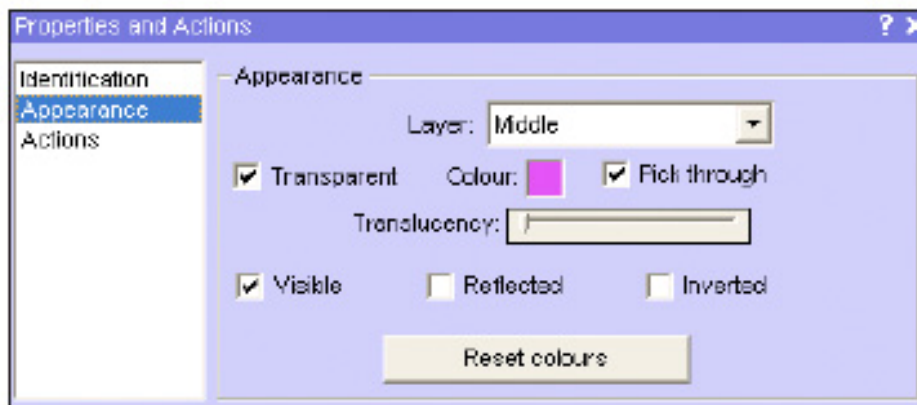 Properties and Actions ? X
Identification
Appearance
Actions
Appearance
Layer: Middle
Transparent Colour: Pick through
Translucency:
Visible Reflected Inverted
Reset colours